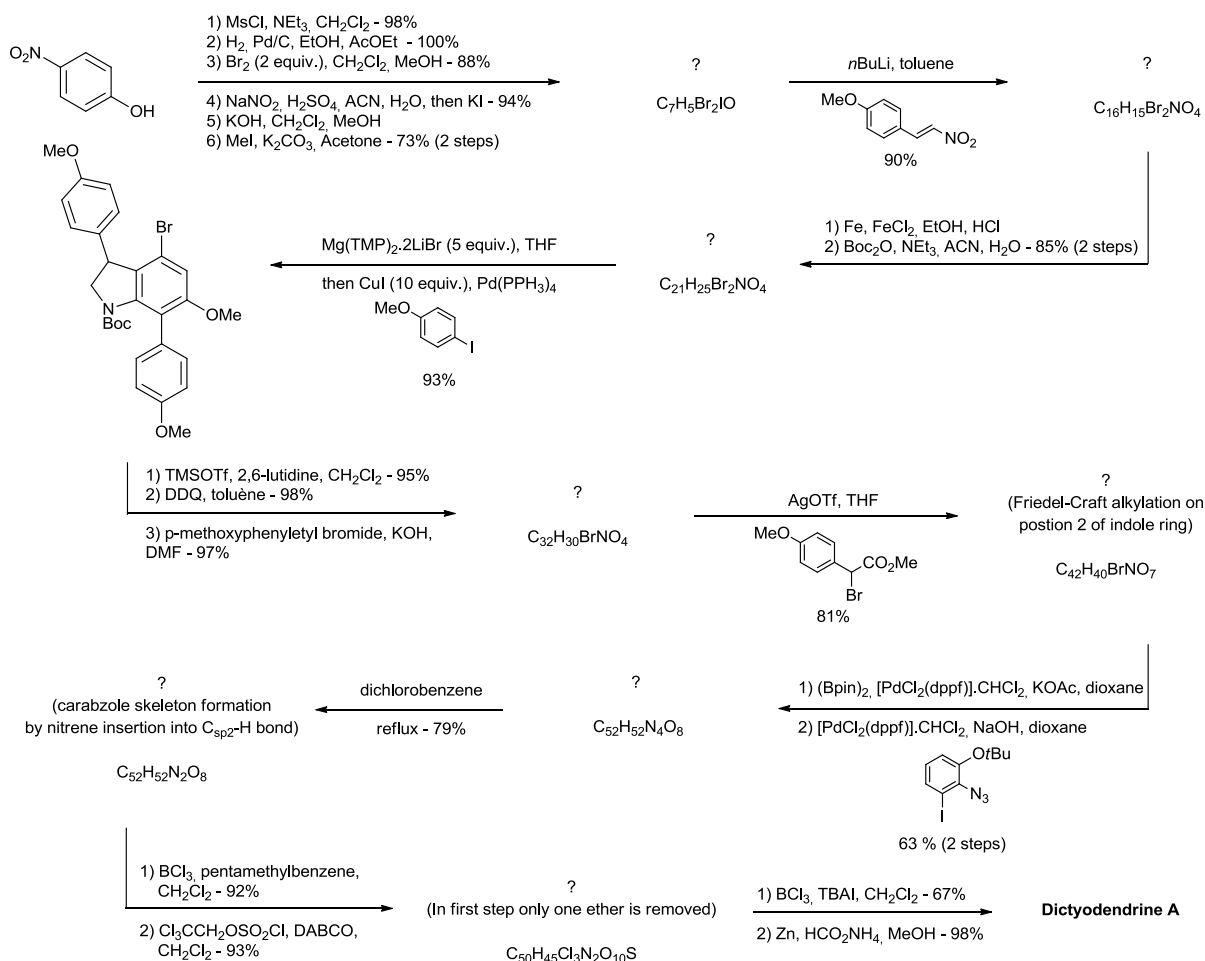 1) MsCl, NEt3, CH2Cl2 - 98%
2) H2, Pd/C, EtOH, AcOEt - 100%
3) Br2 (2 equiv.), CH2Cl2, MeOH - 88%
4) NaNO2, H2SO4, ACN, H2O, then KI - 94%
5) KOH, CH2Cl2, MeOH
6) MeI, K2CO3, Acetone - 73% (2 steps)
O2N
OH
?
C7H5Br2IO
nBuLi, toluene
MeO
NO2
90%
?
C16H15Br2NO4
1) Fe, FeCl2, EtOH, HCl
2) Boc2O, NEt3, ACN, H2O - 85% (2 steps)
?
C21H25Br2NO4
Mg(TMP)2.2LiBr (5 equiv.), THF
then CuI (10 equiv.), Pd(PPH3)4
MeO
I
93%
MeO
Br
N
Boc
OMe
OMe
1) TMSOTf, 2,6-lutidine, CH2Cl2 - 95%
2) DDQ, toluène - 98%
3) p-methoxyphenyletyl bromide, KOH,
DMF - 97%
?
C32H30BrNO4
AgOTf, THF
MeO
CO2Me
Br
81%
?
(Friedel-Craft alkylation on
postion 2 of indole ring)
C42H40BrNO7
1) (Bpin)2, [PdCl2(dppf)].CHCl2, KOAc, dioxane
2) [PdCl2(dppf)].CHCl2, NaOH, dioxane
OtBu
N3
I
63 % (2 steps)
?
C52H52N4O8
dichlorobenzene
reflux - 79%
?
(carabzole skeleton formation
by nitrene insertion into Csp2-H bond)
C52H52N2O8
1) BCl3, pentamethylbenzene,
CH2Cl2 - 92%
2) Cl3CCH2OSO2Cl, DABCO,
CH2Cl2 - 93%
?
(In first step only one ether is removed)
C50H45Cl3N2O10S
1) BCl3, TBAI, CH2Cl2 - 67%
2) Zn, HCO2NH4, MeOH - 98%
Dictyodendrine A